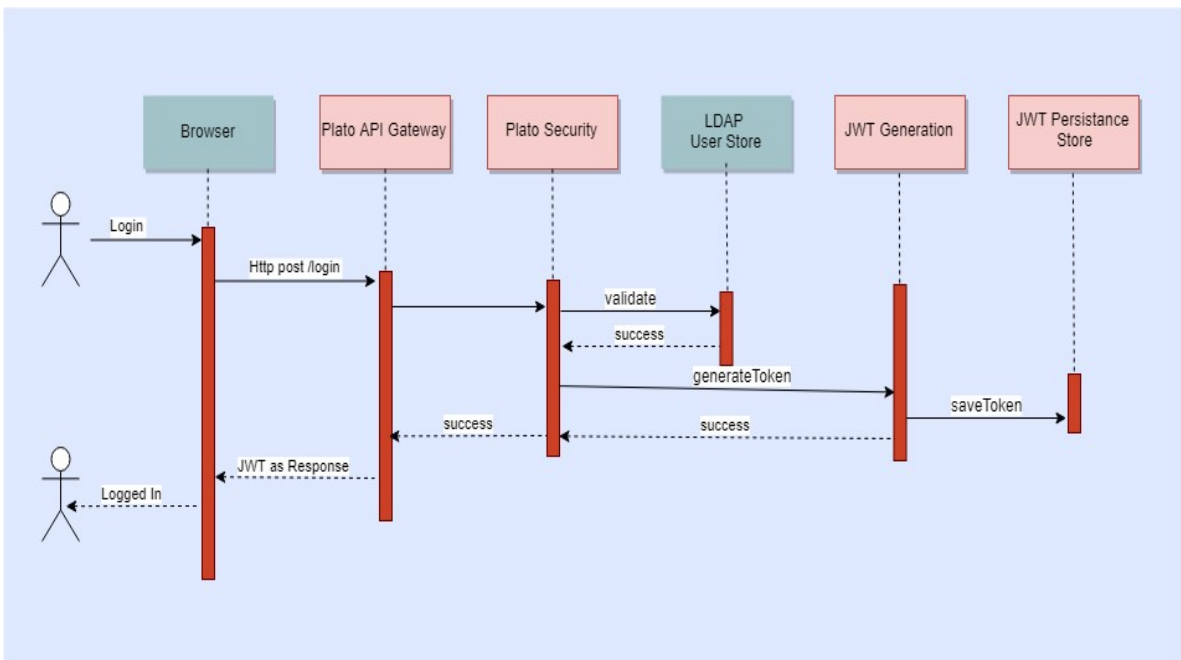 Browser
Plato API Gateway
Plato Security
LDAP
User Store
JWT Generation
JWT Persistance
Store
Login
Http post /login
validate
success
generateToken
saveToken
success
success
JWT as Response
Logged In